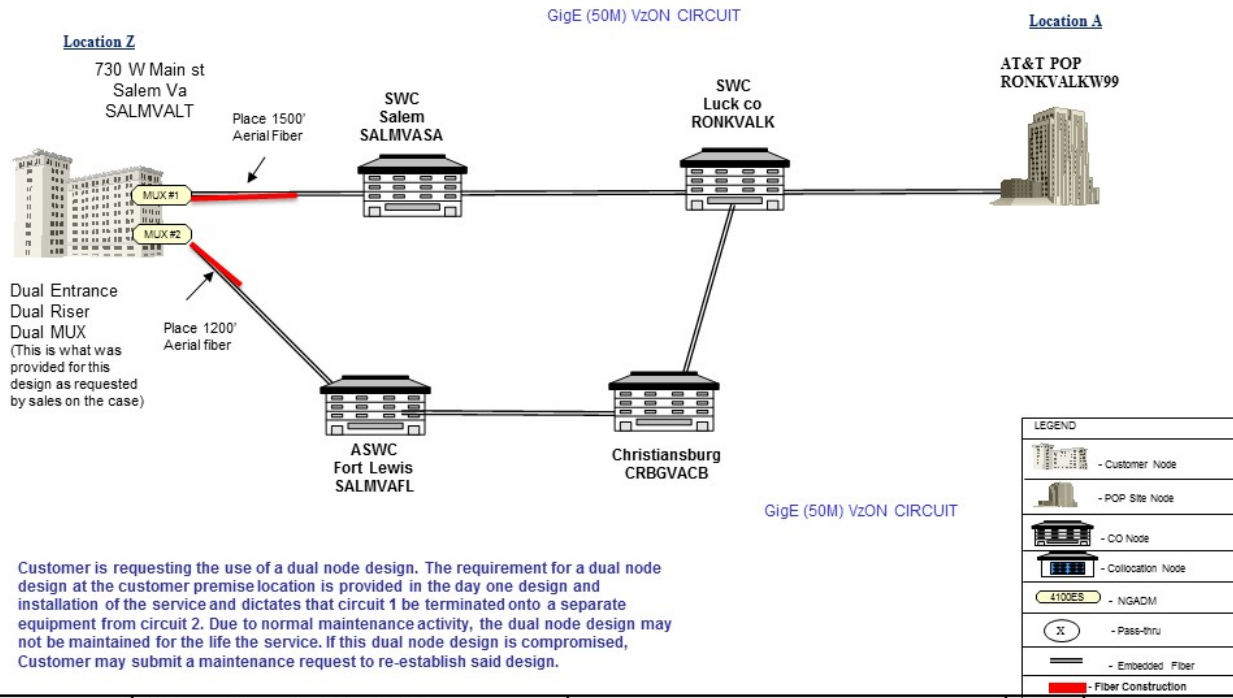 GigE (50M) VzON CIRCUIT
Location A
Location Z
730 W Main st
Salem Va
SALMVALT
AT&T POP
RONKVALKW99
SWC
Luck co
RONKVALK
SWC
Salem
SALMVASA
Place 1500'
Aerial Fiber
MUX #1
MUX #2
Dual Entrance
Dual Riser
Dual MUX
(This is what was
provided for this
design as requested
by sales on the case)
Place 1200'
Aerial fiber
ASWC
Fort Lewis
SALMVAFL
Christiansburg
CRBGVACB
GigE (50M) VzON CIRCUIT
Customer is requesting the use of a dual node design. The requirement for a dual node
design at the customer premise location is provided in the day one design and
installation of the service and dictates that circuit 1 be terminated onto a separate
equipment from circuit 2. Due to normal maintenance activity, the dual node design may
not be maintained for the life the service. If this dual node design is compromised,
Customer may submit a maintenance request to re-establish said design.
LEGEND
- Customer Node
- POP Site Node
- CO Node
- Collocation Node
4100ES - NGADM
X - Pass-thru
- Embedded Fiber
- Fiber Construction